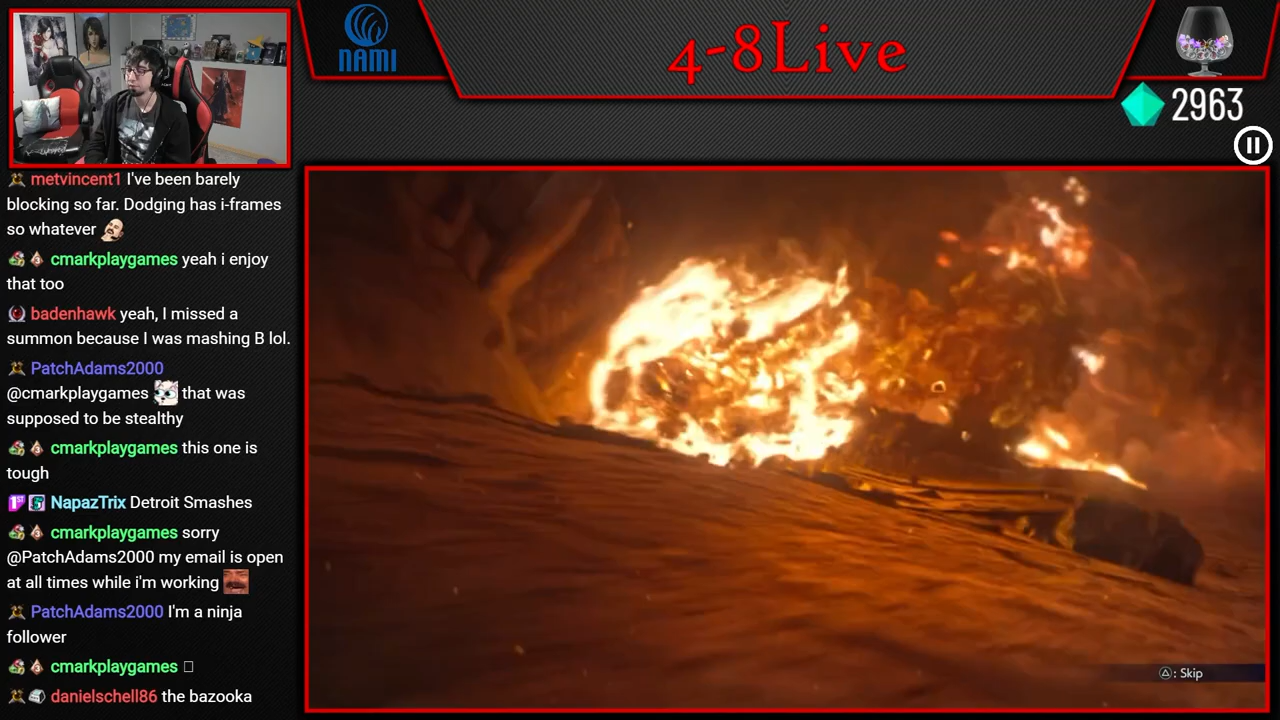 NAMI
4-8Live
2963
metvincent1 I've been barely
blocking so far. Dodging has i-frames
so whatever
cmarkplaygames yeah i enjoy
that too
badenhawk yeah, I missed a
summon because I was mashing B lol.
PatchAdams2000
@cmarkplaygames that was
supposed to be stealthy
cmarkplaygames this one is
tough
NapazTrix Detroit Smashes
cmarkplaygames sorry
@PatchAdams2000 my email is open
at all times while i'm working
PatchAdams2000 I'm a ninja
follower
cmarkplaygames
danielschell86 the bazooka
: Skip